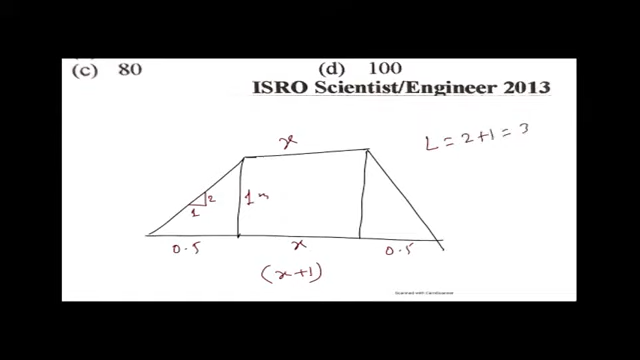 (c) 80 (d) 100
ISRO Scientist/Engineer 2013
x
L = 2+1 = 3
2
1
1 m
0.5 x 0.5
(x+1)
Scanned with CamScanner